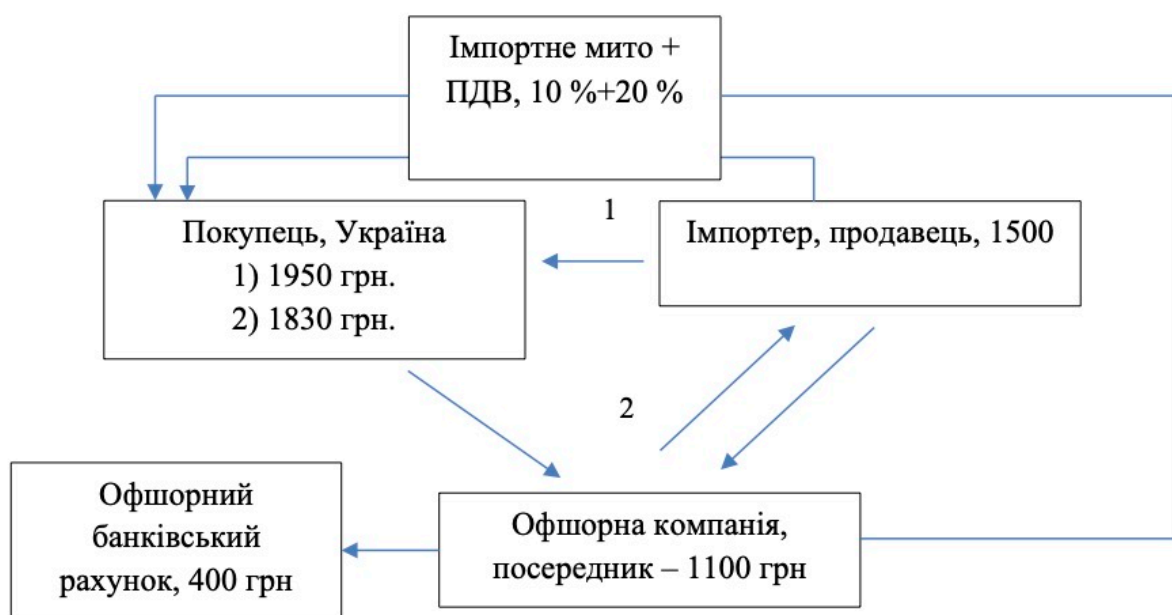 Імпортне мито +
ПДВ, 10 %+20 %
Покупець, Україна
1) 1950 грн.
2) 1830 грн.
1
Імпортер, продавець, 1500
2
Офшорний
банківський
рахунок, 400 грн
Офшорна компанія,
посередник – 1100 грн